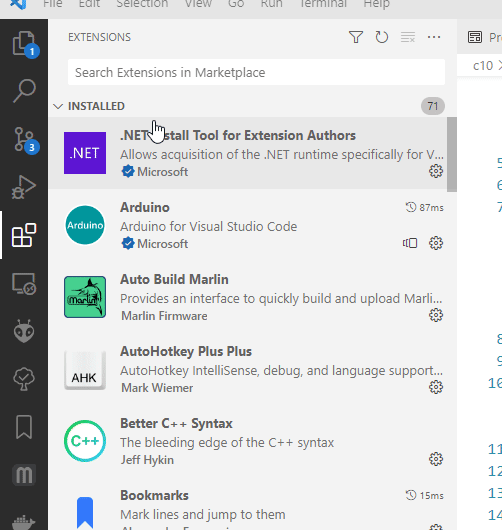 File Edit Selection View Go Run Terminal Help
EXTENSIONS
Pr
Search Extensions in Marketplace
c10
INSTALLED 71
.NET Install Tool for Extension Authors
Allows acquisition of the .NET runtime specifically for V...
Microsoft
.NET
Arduino 87ms
Arduino for Visual Studio Code
Microsoft
Arduino
Auto Build Marlin
Provides an interface to quickly build and upload Marli...
Marlin Firmware
Marlin
AutoHotkey Plus Plus
AutoHotkey IntelliSense, debug, and language support...
Mark Wiemer
AHK
Better C++ Syntax
The bleeding edge of the C++ syntax
Jeff Hykin
C++
Bookmarks 15ms
Mark lines and jump to them
1
3
m
5
6
7
8
9
10
11
12
13
14